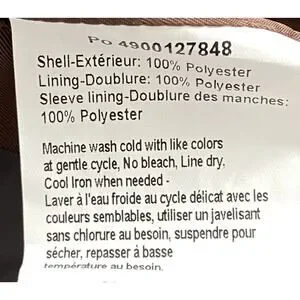 Po 4900127848
Shell-Extérieur: 100% Polyester
Lining-Doublure: 100% Polyester
Sleeve lining-Doublure des manches:
100% Polyester
Machine wash cold with like colors
at gentle cycle, No bleach, Line dry,
Cool Iron when needed -
Laver à l'eau froide au cycle délicat avec les
couleurs semblables, utiliser un javelisant
sans chlorure au besoin, suspendre pour
sécher, repasser à basse
température au besoin.